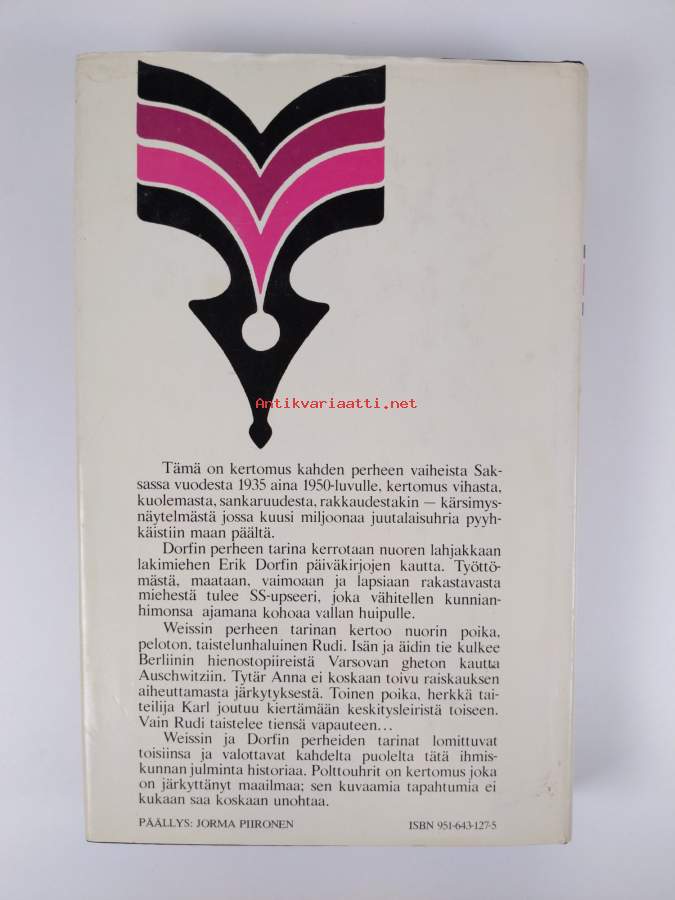 Antikvariaatti.net
Tämä on kertomus kahden perheen vaiheista Sak-
sassa vuodesta 1935 aina 1950-luvulle, kertomus vihasta,
kuolemasta, sankaruudesta, rakkaudestakin — kärsimys-
näytelmästä jossa kuusi miljoonaa juutalaisuhria pyyh-
käistiin maan päältä.
Dorfin perheen tarina kerrotaan nuoren lahjakkaan
lakimiehen Erik Dorfin päiväkirjojen kautta. Työttö-
mästä, maataan, vaimoaan ja lapsiaan rakastavasta
miehestä tulee SS-upseeri, joka vähitellen kunnian-
himonsa ajamana kohoaa vallan huipulle.
Weissin perheen tarinan kertoo nuorin poika,
peloton, taistelunhaluinen Rudi. Isän ja äidin tie kulkee
Berliinin hienostopiireistä Varsovan gheton kautta
Auschwitziin. Tytär Anna ei koskaan toivu raiskauksen
aiheuttamasta järkytyksestä. Toinen poika, herkkä tai-
teilija Karl joutuu kiertämään keskitysleiristä toiseen.
Vain Rudi taistelee tiensä vapauteen...
Weissin ja Dorfin perheiden tarinat lomittuvat
toisiinsa ja valottavat kahdelta puolelta tätä ihmis-
kunnan julminta historiaa. Polttouhrit on kertomus joka
on järkyttänyt maailmaa; sen kuvaamia tapahtumia ei
kukaan saa koskaan unohtaa.
PÄÄLLYS: JORMA PIIRONEN
ISBN 951-643-127-5